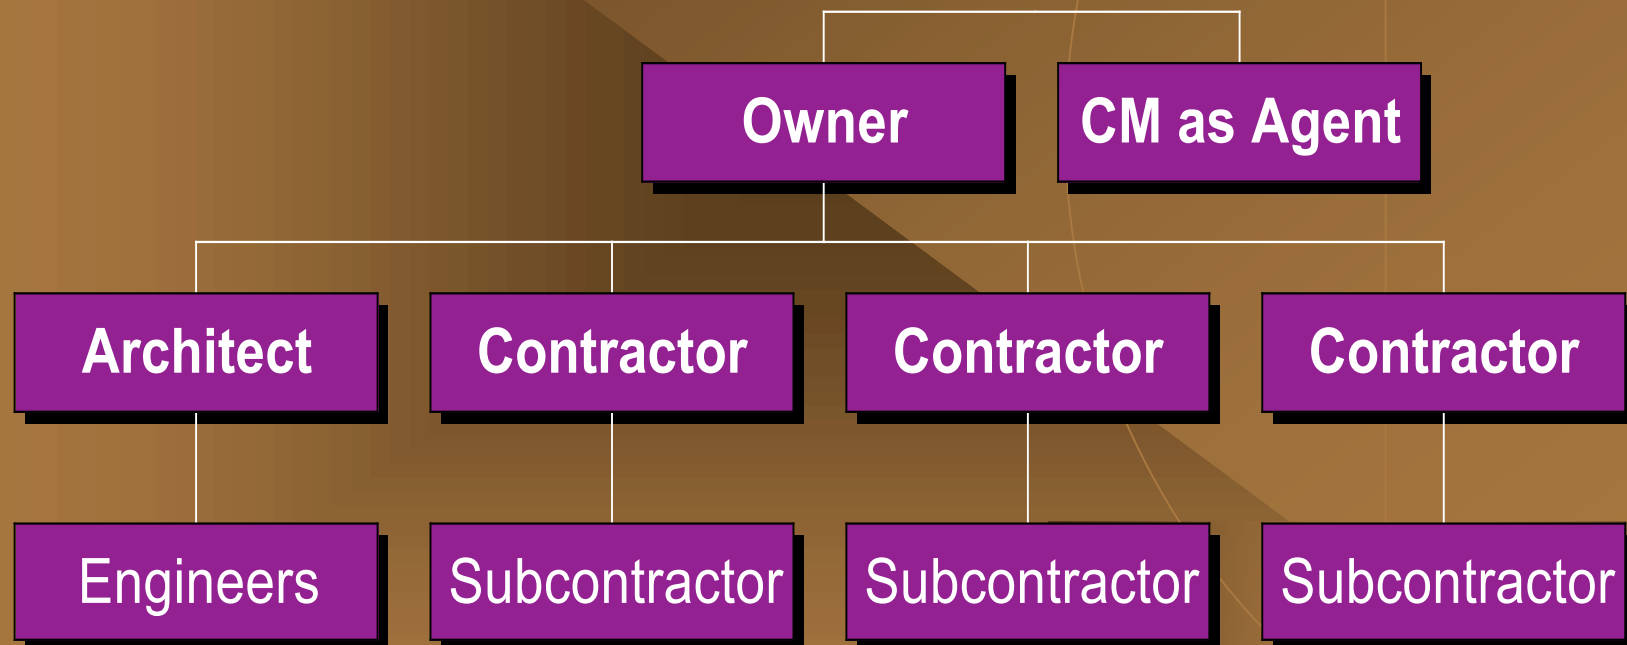 Owner
CM as Agent
Architect
Contractor
Contractor
Contractor
Engineers
Subcontractor
Subcontractor
Subcontractor